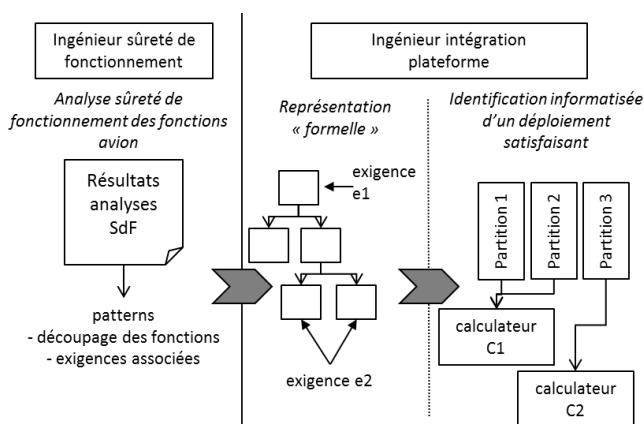 Ingénieur sûreté de
fonctionnement
Analyse sûreté de
fonctionnement des fonctions
avion
Résultats
analyses
SdF
patterns
- découpage des fonctions
- exigences associées
Ingénieur intégration
plateforme
Représentation
« formelle »
exigence
e1
exigence e2
Identification informatisée
d’un déploiement
satisfaisant
Partition 1
Partition 2
Partition 3
calculateur
C1
calculateur
C2